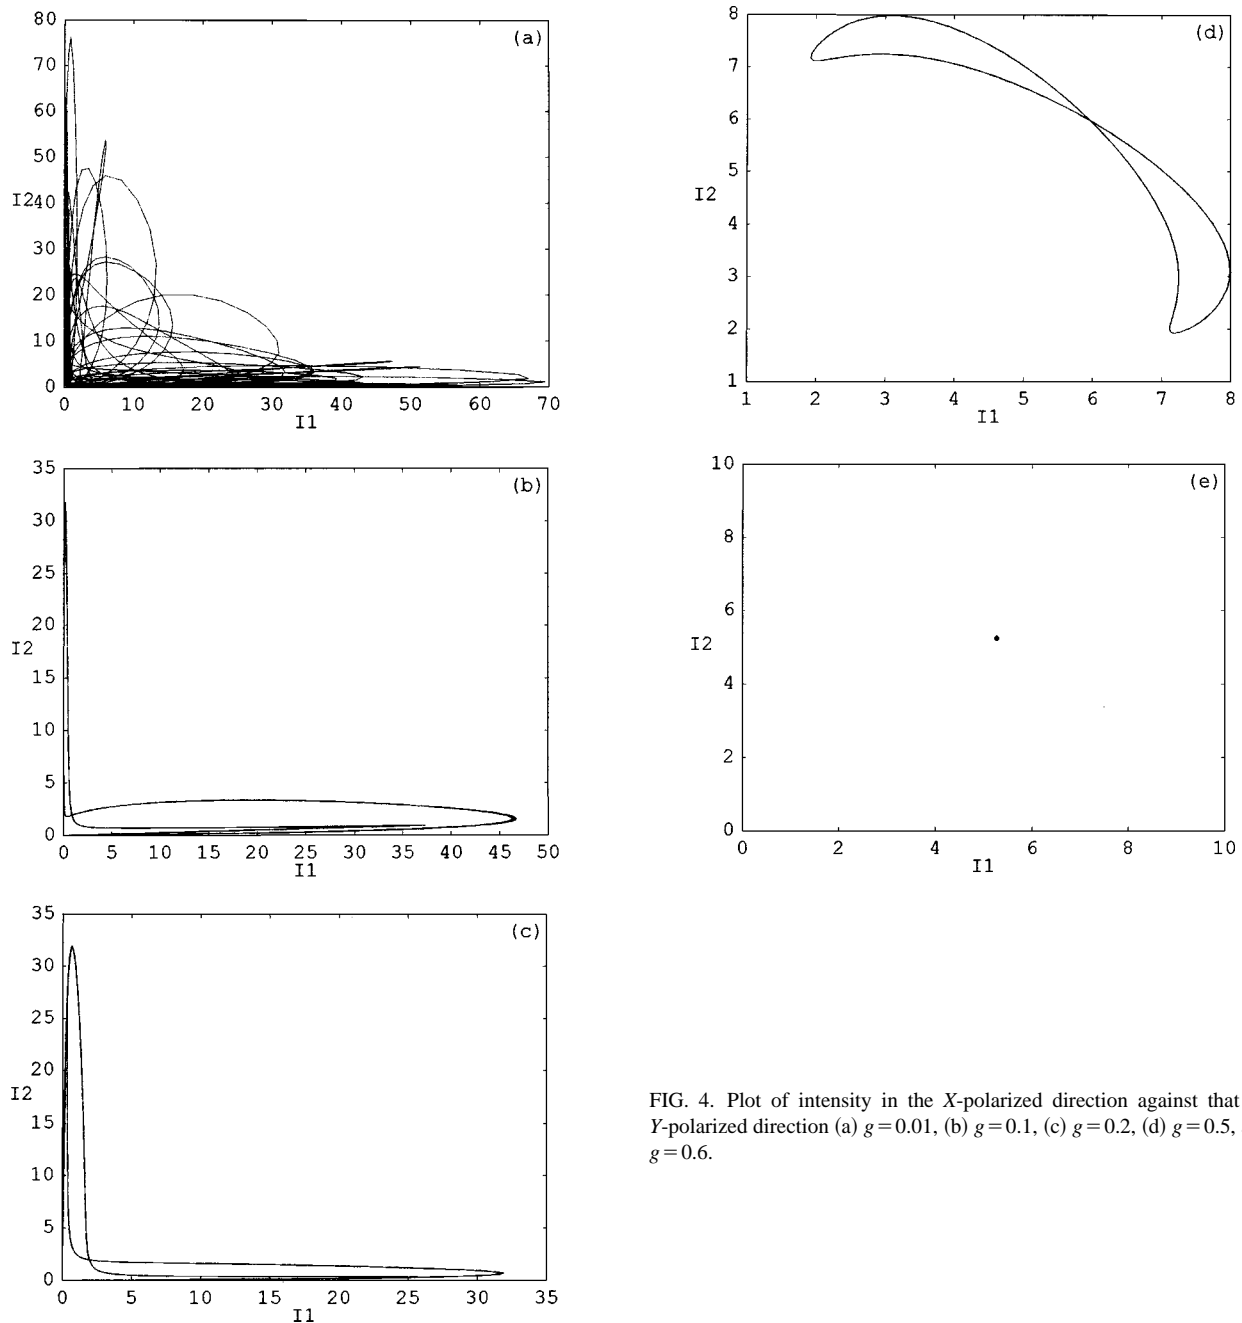 (a)
80
70
60
50
I2 40
30
20
10
0
0 10 20 30 40 50 60 70
I1
(b)
35
30
25
20
I2
15
10
5
0
0 5 10 15 20 25 30 35 40 45 50
I1
(c)
35
30
25
20
I2
15
10
5
0
0 5 10 15 20 25 30 35
I1
(d)
8
7
6
5
I2
4
3
2
1
1 2 3 4 5 6 7 8
I1
(e)
10
8
6
I2
4
2
0
0 2 4 6 8 10
I1
FIG. 4. Plot of intensity in the X-polarized direction against that
Y-polarized direction (a) g=0.01, (b) g=0.1, (c) g=0.2, (d) g=0.5,
g=0.6.